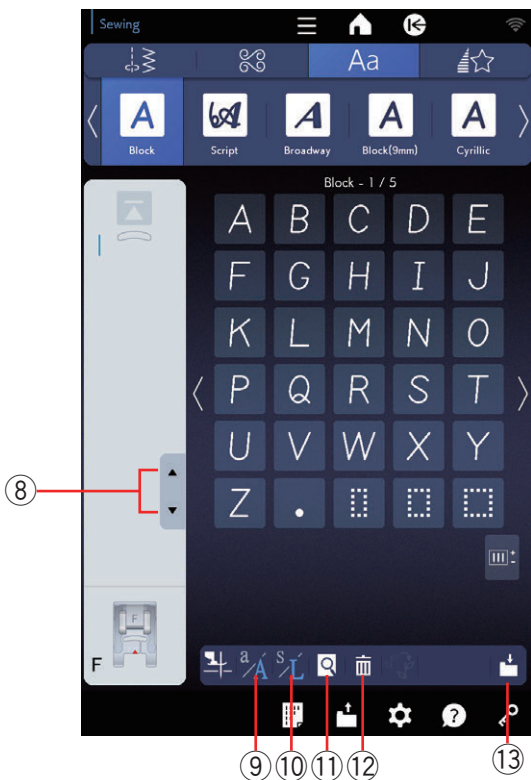 Sewing
Aa
A A A A A
Block Script Broadway Block(9mm) Cyrillic
Block - 1 / 5
A B C D E
F G H I J
K L M N O
P Q R S T
U V W X Y
Z .
⑧
F
F
a/A S/L
?
⑨ ⑩ ⑪ ⑫ ⑬